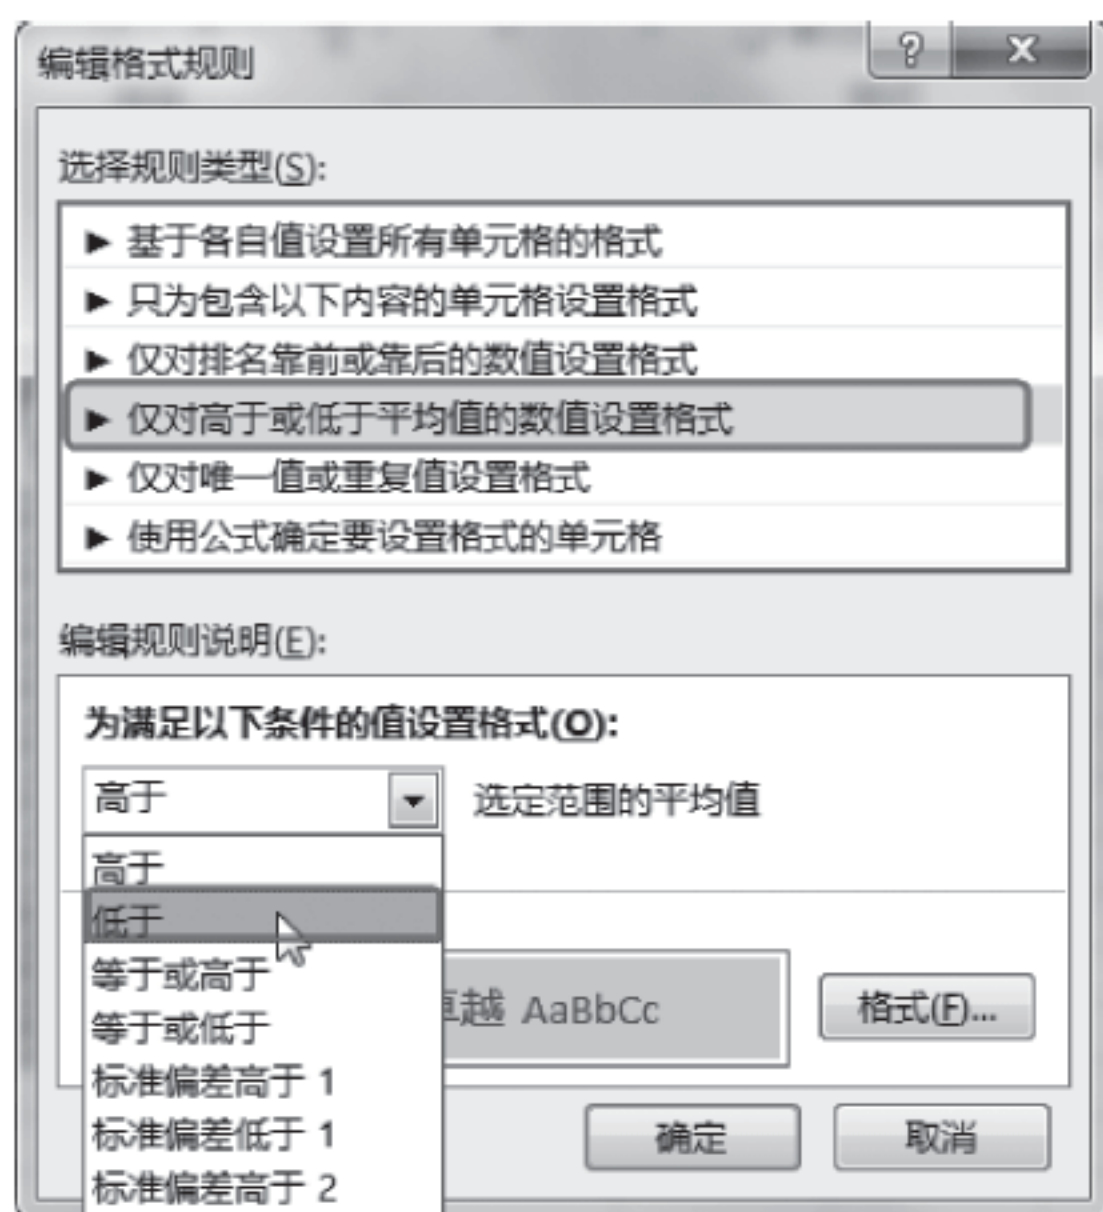 编辑格式规则
选择规则类型(S):
► 基于各自值设置所有单元格的格式
► 只为包含以下内容的单元格设置格式
► 仅对排名靠前或靠后的数值设置格式
► 仅对高于或低于平均值的数值设置格式
► 仅对唯一值或重复值设置格式
► 使用公式确定要设置格式的单元格
编辑规则说明(E):
为满足以下条件的值设置格式(O):
高于 选定范围的平均值
高于
低于
等于或高于
越 AaBbCc 格式(F)...
等于或低于
标准偏差高于 1
标准偏差低于 1 确定 取消
标准偏差高于 2